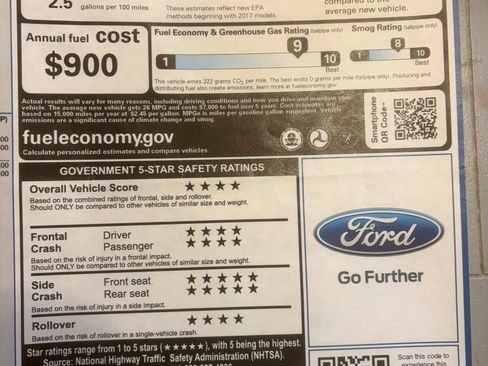 2.5 gallons per 100 miles
These estimates reflect new EPA
methods beginning with 2017 models.
compared to the
average new vehicle.
Annual fuel cost
$900
Fuel Economy & Greenhouse Gas Rating (tailpipe only)
Smog Rating (tailpipe only)
1 9 10
Best
1 8 10
Best
This vehicle emits 222 grams CO2 per mile. The best emits 0 grams per mile (tailpipe only). Producing and
distributing fuel also create emissions; learn more at fueleconomy.gov.
Actual results will vary for many reasons, including driving conditions and how you drive and maintain your
vehicle. The average new vehicle gets 26 MPG and costs $7,000 to fuel over 5 years. Cost estimates are
based on 15,000 miles per year at $2.45 per gallon. MPGe is miles per gasoline gallon equivalent. Vehicle
emissions are a significant cause of climate change and smog.
fueleconomy.gov
Calculate personalized estimates and compare vehicles
Smartphone
QR Code™
GOVERNMENT 5-STAR SAFETY RATINGS
Overall Vehicle Score ★★★★
Based on the combined ratings of frontal, side and rollover.
Should ONLY be compared to other vehicles of similar size and weight.
Frontal Driver ★★★★
Crash Passenger ★★★★
Based on the risk of injury in a frontal impact.
Should ONLY be compared to other vehicles of similar size and weight.
Side Front seat ★★★★★
Crash Rear seat ★★★★★
Based on the risk of injury in a side impact.
Rollover ★★★★
Based on the risk of rollover in a single-vehicle crash.
Star ratings range from 1 to 5 stars (★★★★★), with 5 being the highest.
Source: National Highway Traffic Safety Administration (NHTSA).
Ford
Go Further
Scan this code to
experience this